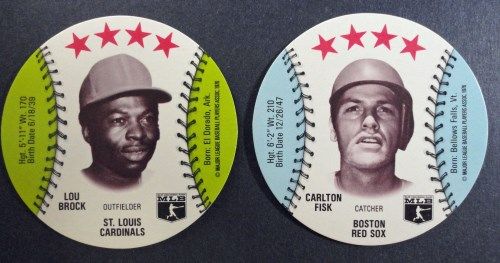 Hgt. 5'-11" Wt. 170
Birth Date 6/18/39
LOU
BROCK
OUTFIELDER
ST. LOUIS
CARDINALS
MLB
Born: El Dorado, Ark.
© MAJOR LEAGUE BASEBALL PLAYERS ASSOC. 1976
Hgt. 6'-2" Wt. 210
Birth Date 12/26/47
CARLTON
FISK
CATCHER
BOSTON
RED SOX
MLB
Born: Bellows Falls, Vt.
© MAJOR LEAGUE BASEBALL PLAYERS ASSOC. 1976